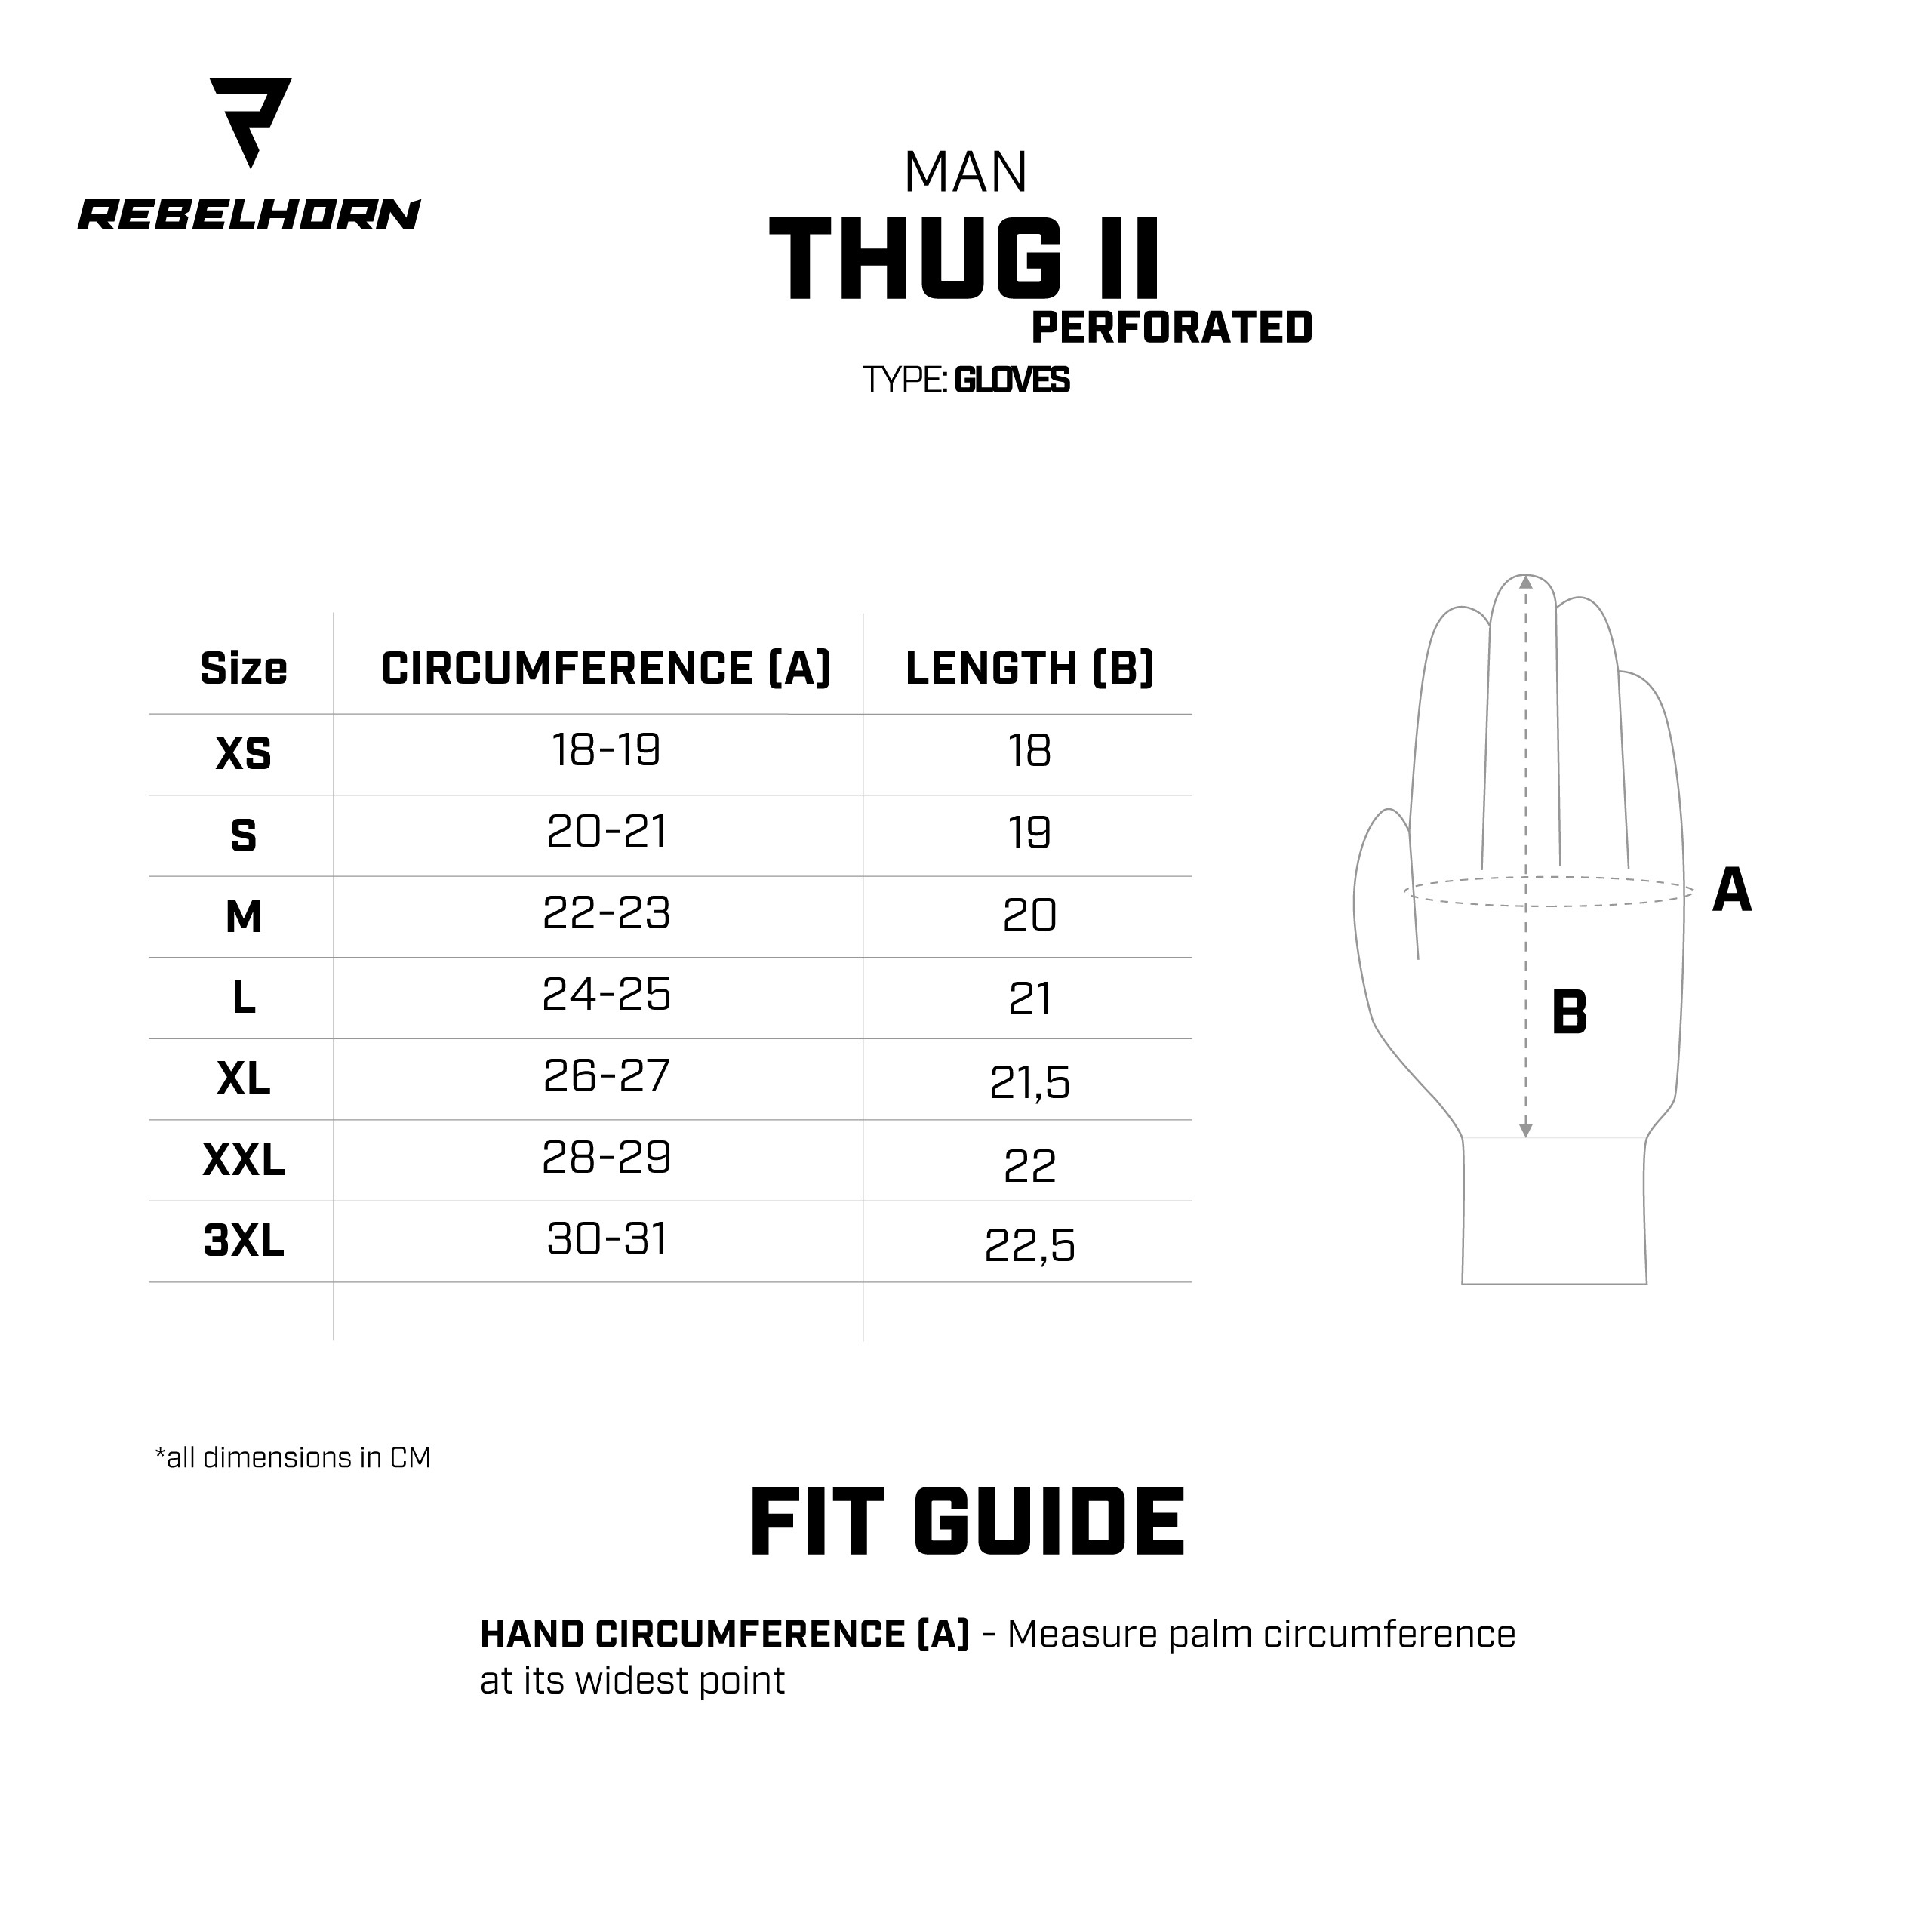 REBELHORN
MAN
THUG II
PERFORATED
TYPE: GLOVES
Size CIRCUMFERENCE (A) LENGTH (B)
XS 18-19 18
S 20-21 19
M 22-23 20
L 24-25 21
XL 26-27 21,5
XXL 28-29 22
3XL 30-31 22,5
A
B
*all dimensions in CM
FIT GUIDE
HAND CIRCUMFERENCE (A) - Measure palm circumference
at its widest point